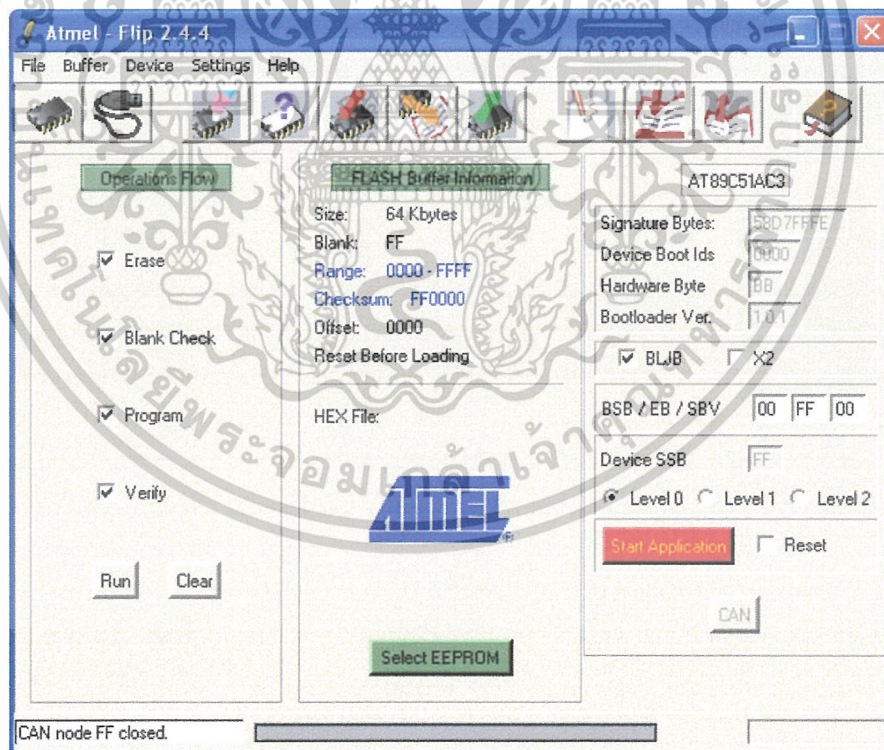 Atmel - Flip 2.4.4
File Buffer Device Settings Help
Operations Flow
Erase
Blank Check
Program
Verify
Run Clear
FLASH Buffer Information
Size: 64 Kbytes
Blank: FF
Range: 0000 - FFFF
Checksum: FF0000
Offset: 0000
Reset Before Loading
HEX File:
ATMEL
Select EEPROM
AT89C51AC3
Signature Bytes: 58D7FFFE
Device Boot Ids 0000
Hardware Byte BB
Bootloader Ver. 1.0.1
BLJB X2
BSB / EB / SBV 00 FF 00
Device SSB FF
Level 0 Level 1 Level 2
Start Application Reset
CAN
CAN node FF closed.